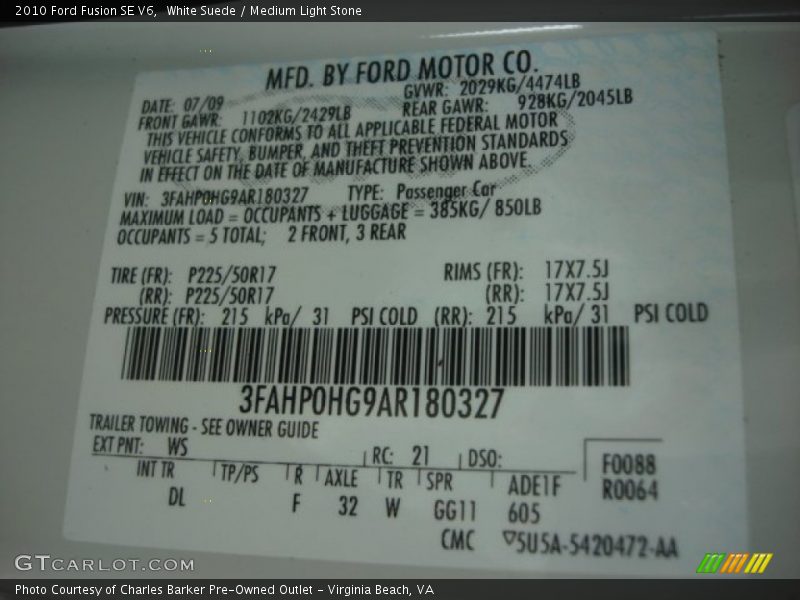 2010 Ford Fusion SE V6,  White Suede / Medium Light Stone
MFD. BY FORD MOTOR CO.
DATE: 07/09 GVWR: 2029KG/4474LB
FRONT GAWR: 1102KG/2429LB REAR GAWR: 928KG/2045LB
THIS VEHICLE CONFORMS TO ALL APPLICABLE FEDERAL MOTOR
VEHICLE SAFETY, BUMPER, AND THEFT PREVENTION STANDARDS
IN EFFECT ON THE DATE OF MANUFACTURE SHOWN ABOVE.
VIN: 3FAHP0HG9AR180327 TYPE: Passenger Car
MAXIMUM LOAD = OCCUPANTS + LUGGAGE = 385KG/ 850LB
OCCUPANTS = 5 TOTAL; 2 FRONT, 3 REAR
TIRE (FR): P225/50R17 RIMS (FR): 17X7.5J
(RR): P225/50R17 (RR): 17X7.5J
PRESSURE (FR): 215 kPa/ 31 PSI COLD (RR): 215 kPa/ 31 PSI COLD
3FAHP0HG9AR180327
TRAILER TOWING - SEE OWNER GUIDE
EXT PNT: WS RC: 21 DSO: F0088
INT TR TP/PS R AXLE TR SPR ADE1F R0064
DL F 32 W GG11 605
CMC ▽5U5A-5420472-AA
GTCARLOT.COM
Photo Courtesy of Charles Barker Pre-Owned Outlet - Virginia Beach, VA